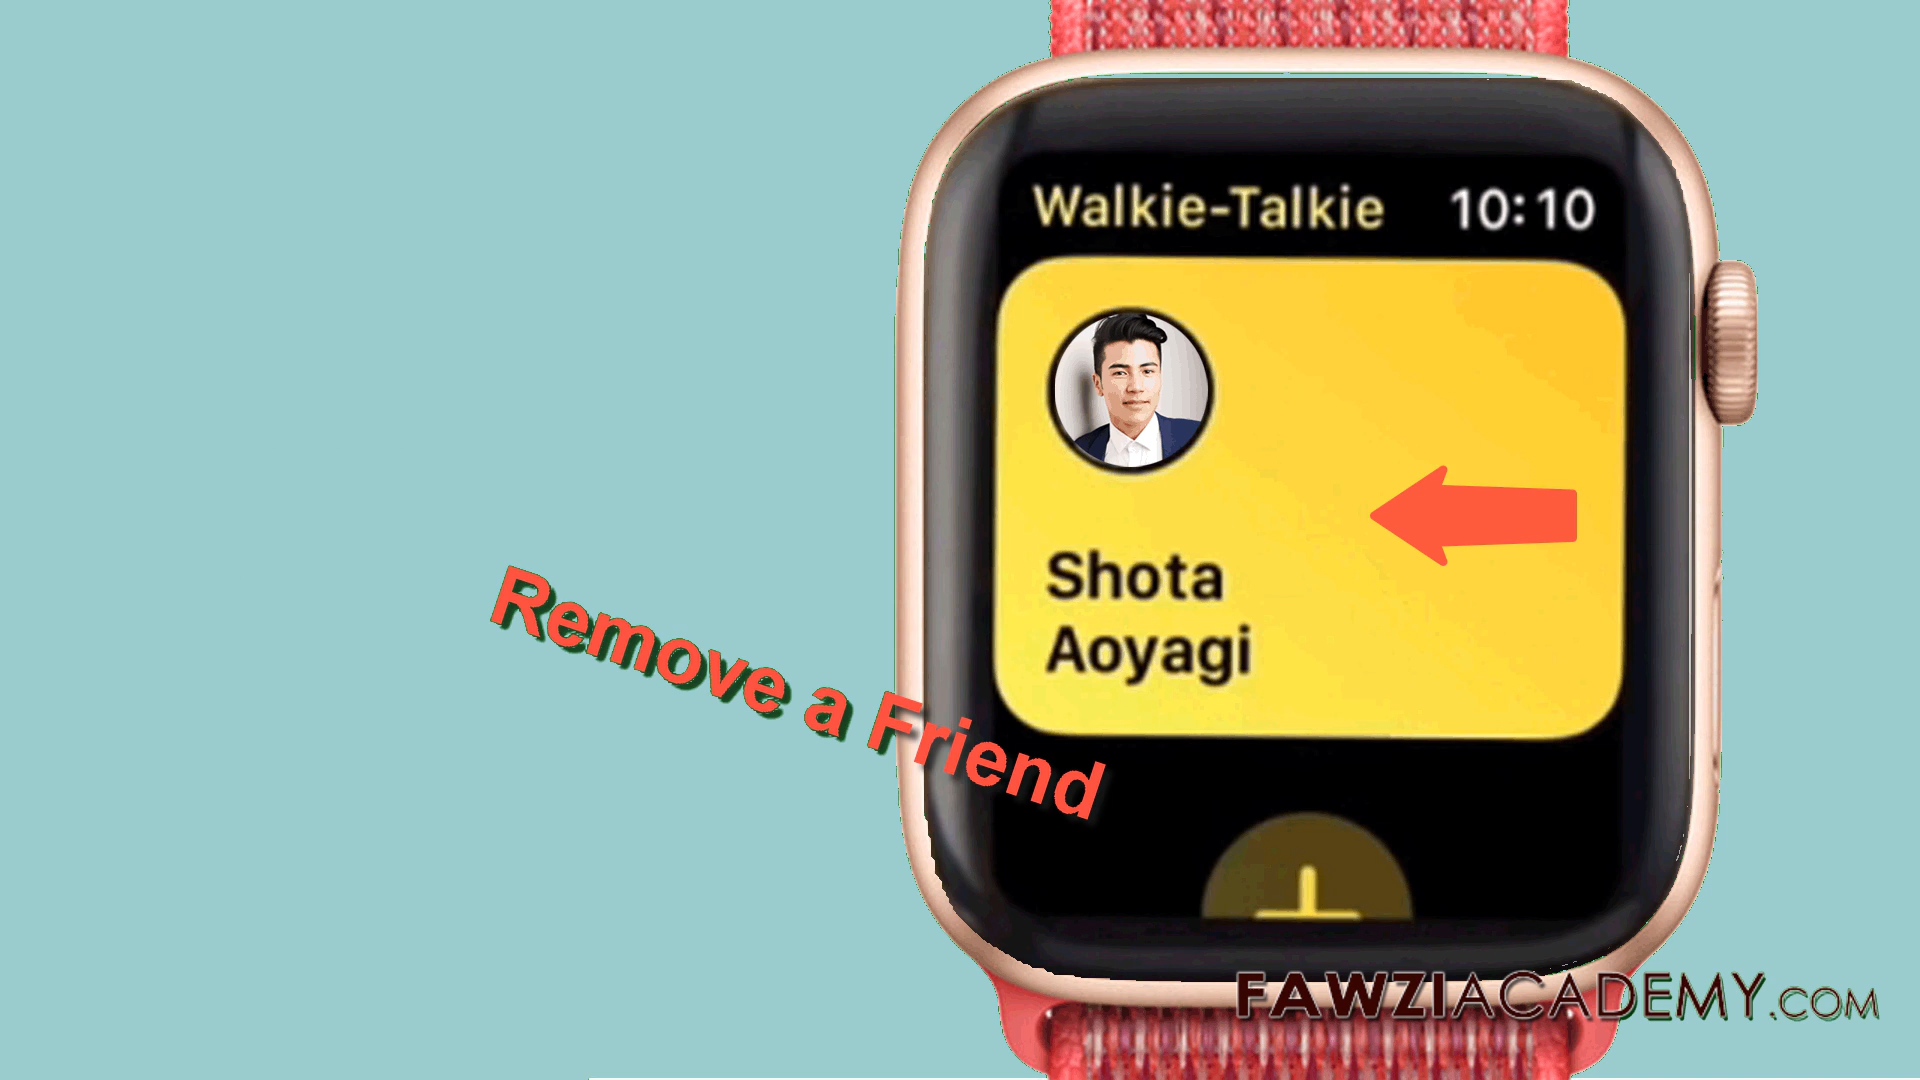 Walkie-Talkie 10:10
Shota
Aoyagi
Remove a Friend
FAWZIACADEMY.COM